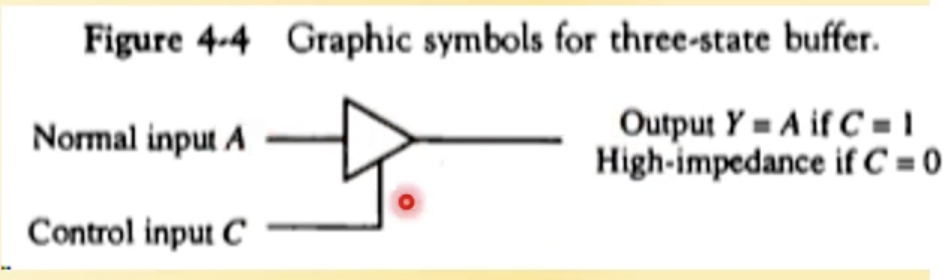 Figure 4-4 Graphic symbols for three-state buffer.
Normal input A
Output Y = A if C = 1
High-impedance if C = 0
Control input C